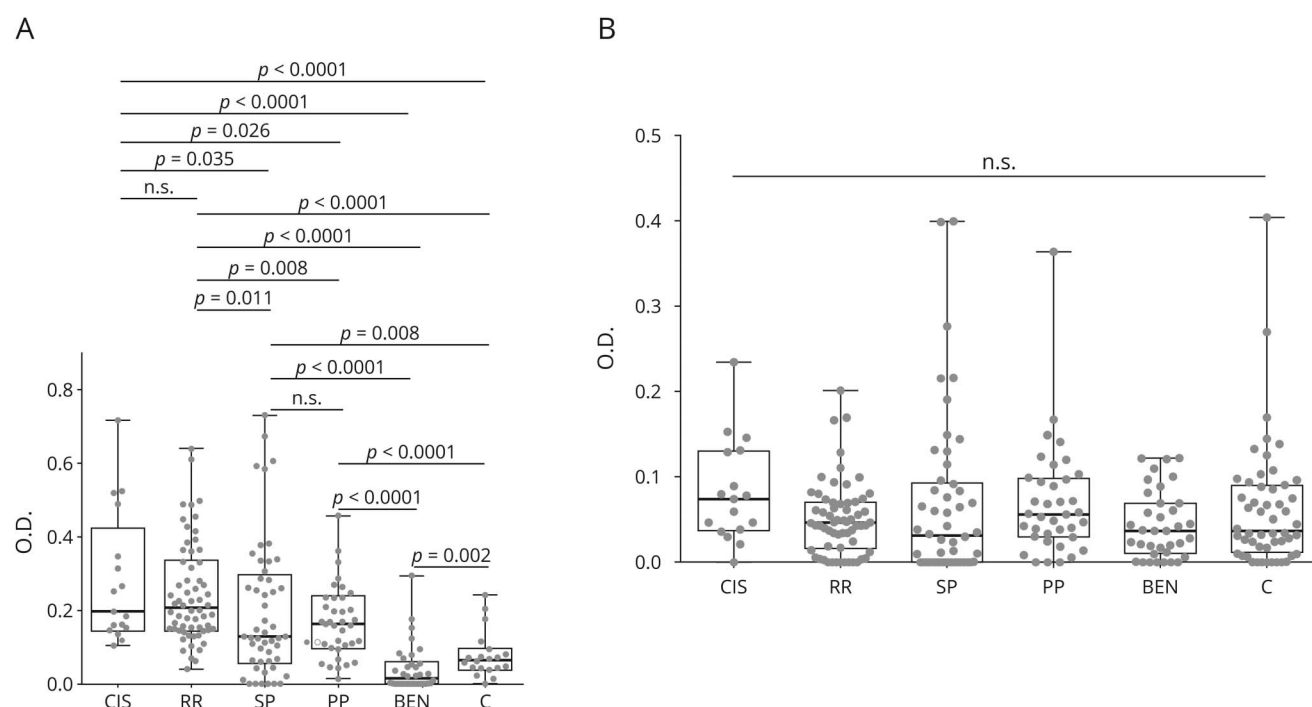 A
p < 0.0001
p < 0.0001
p = 0.026
p = 0.035
n.s.
p < 0.0001
p < 0.0001
p = 0.008
p = 0.011
p = 0.008
p < 0.0001
n.s.
p < 0.0001
p < 0.0001
p = 0.002
O.D.
0.8
0.6
0.4
0.2
0.0
CIS RR SP PP BEN C
B
n.s.
O.D.
0.5
0.4
0.3
0.2
0.1
0.0
CIS RR SP PP BEN C